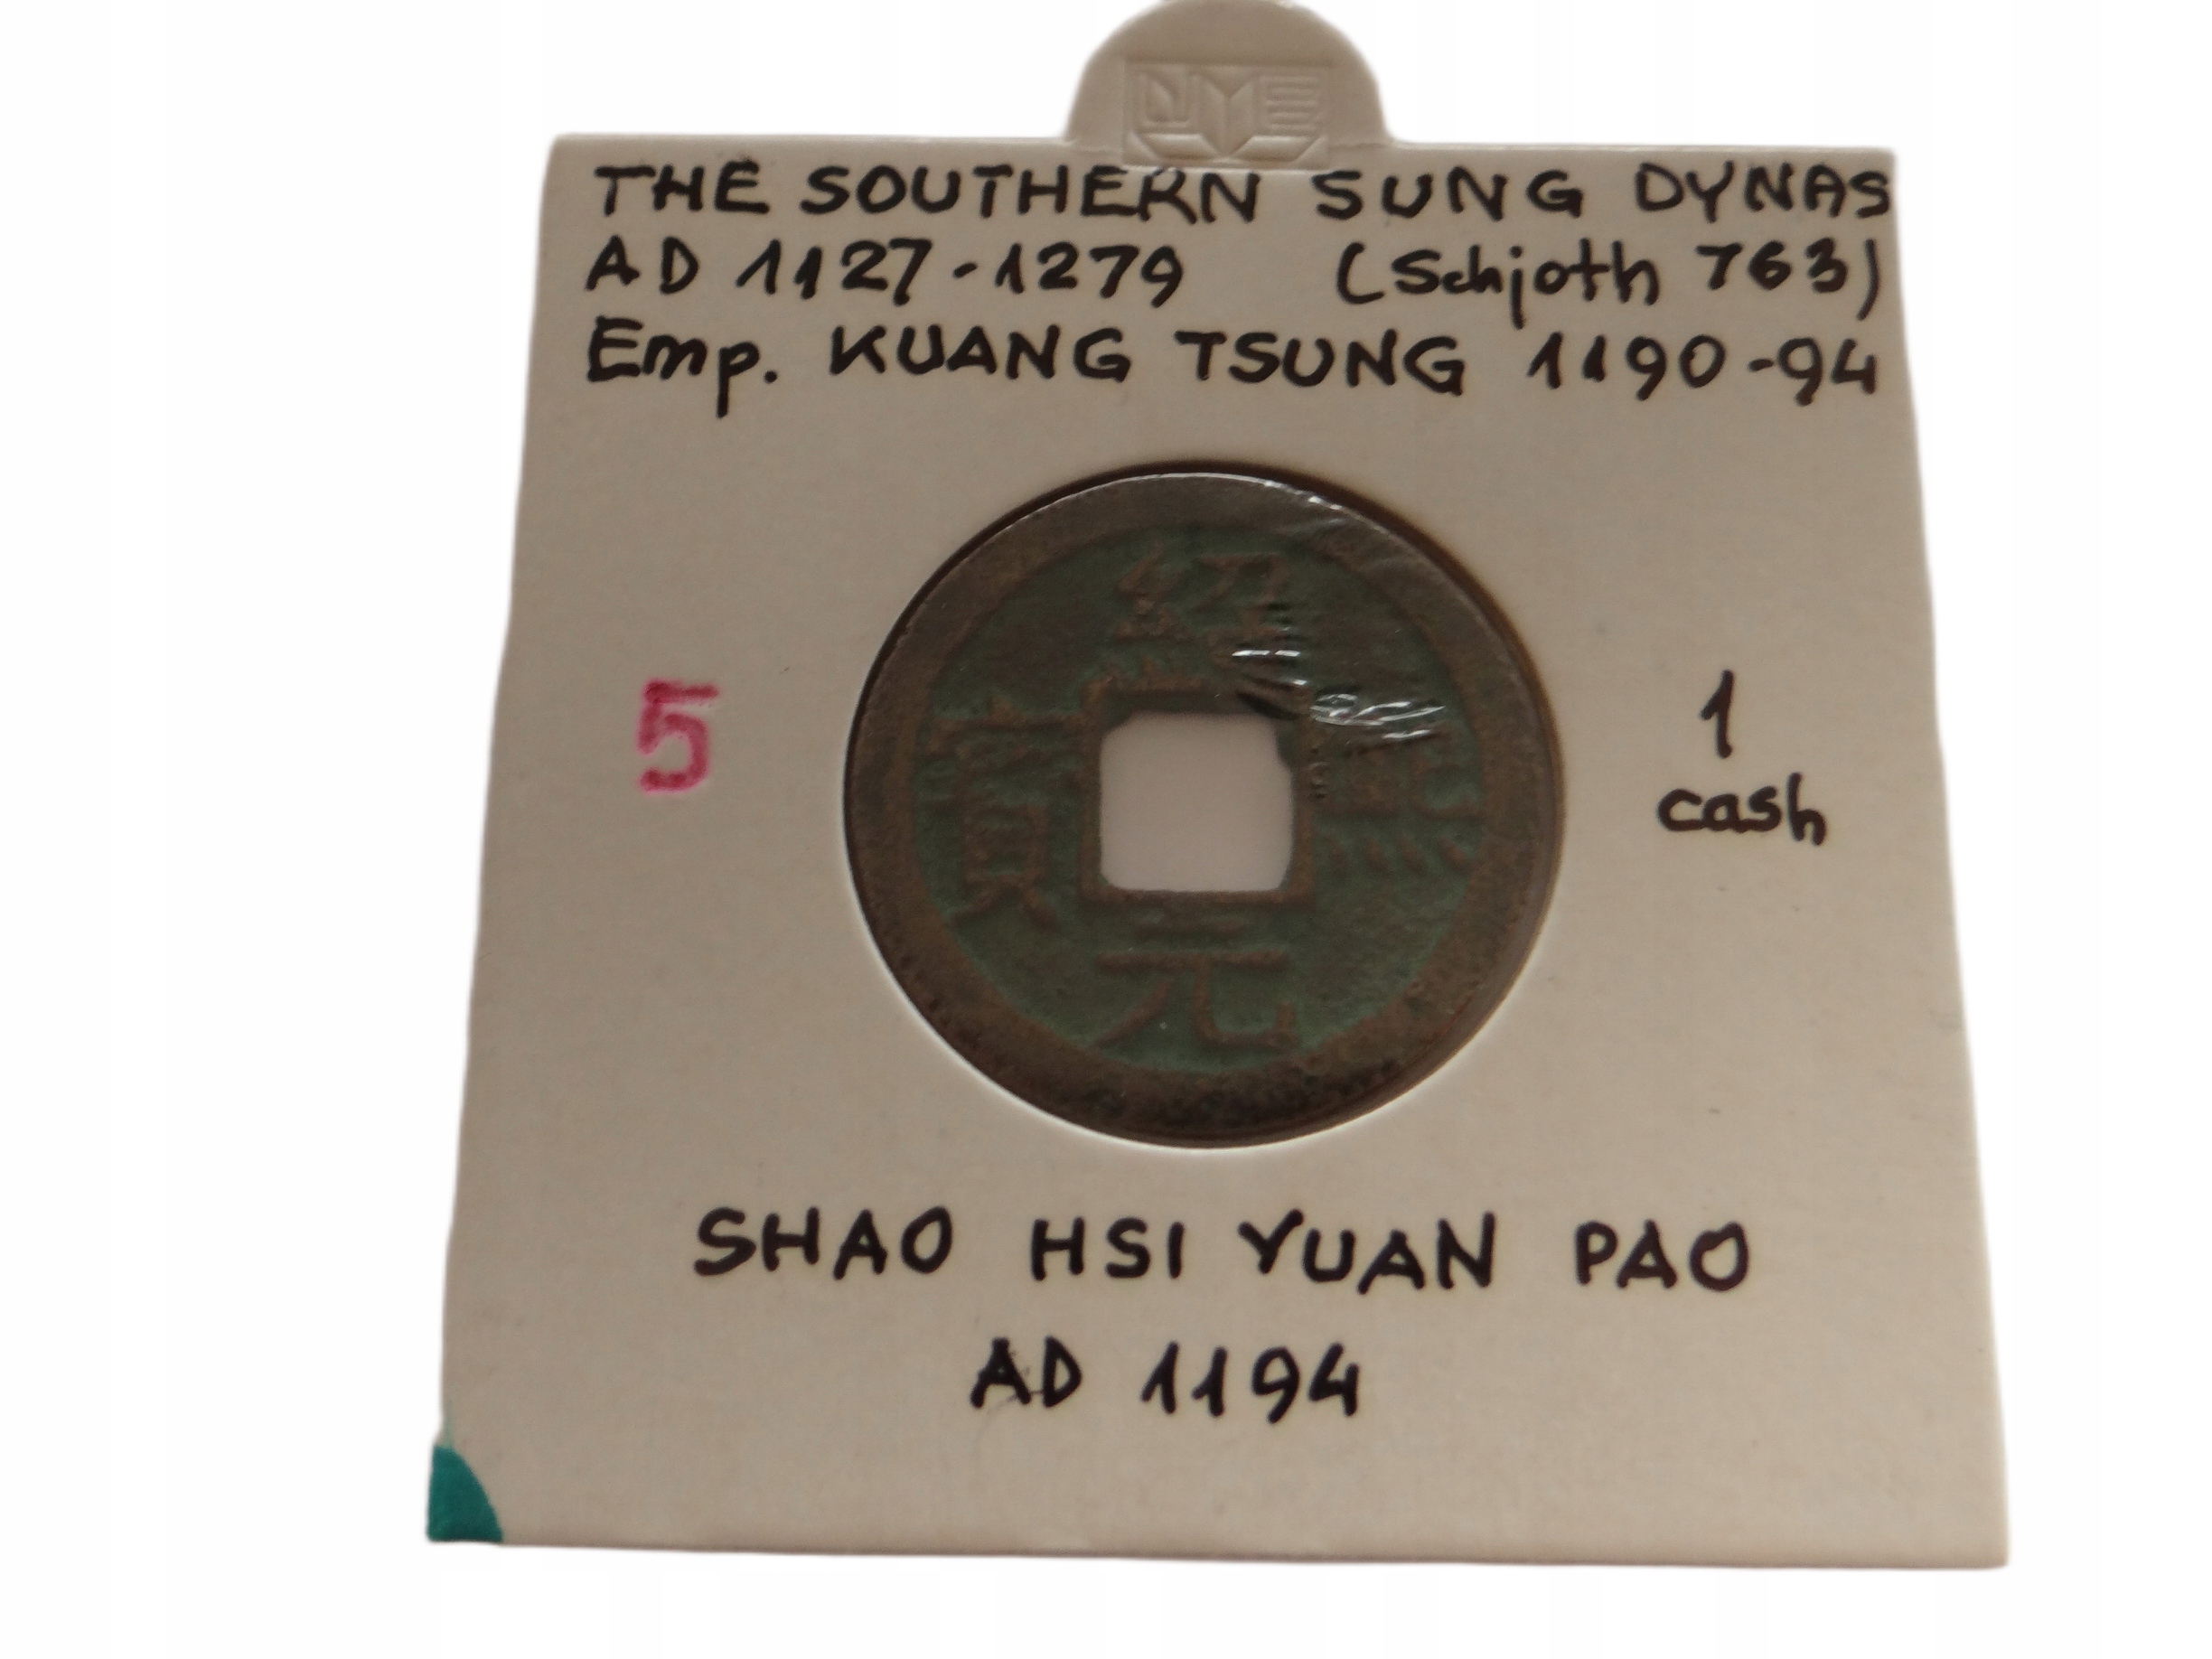 THE SOUTHERN SUNG DYNAS
AD 1127-1279 (Schjoth 763)
Emp. KUANG TSUNG 1190-94
5
1
cash
紹熙元寳
SHAO HSI YUAN PAO
AD 1194